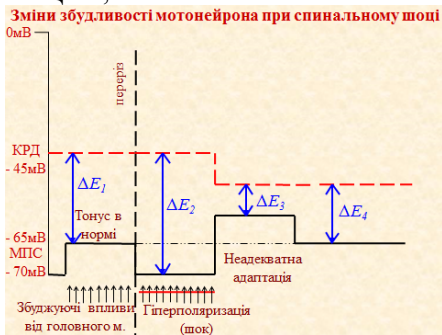 Зміни збудливості мотонейрона при спинальному шоці
0мВ
переріз
КРД
- 45мВ
ΔE1
ΔE2
ΔE3
ΔE4
Тонус в
нормі
- 65мВ
МПС
- 70мВ
Неадекватна
адаптація
Збуджуючі впливи
від головного м.
Гіперполяризація
(шок)